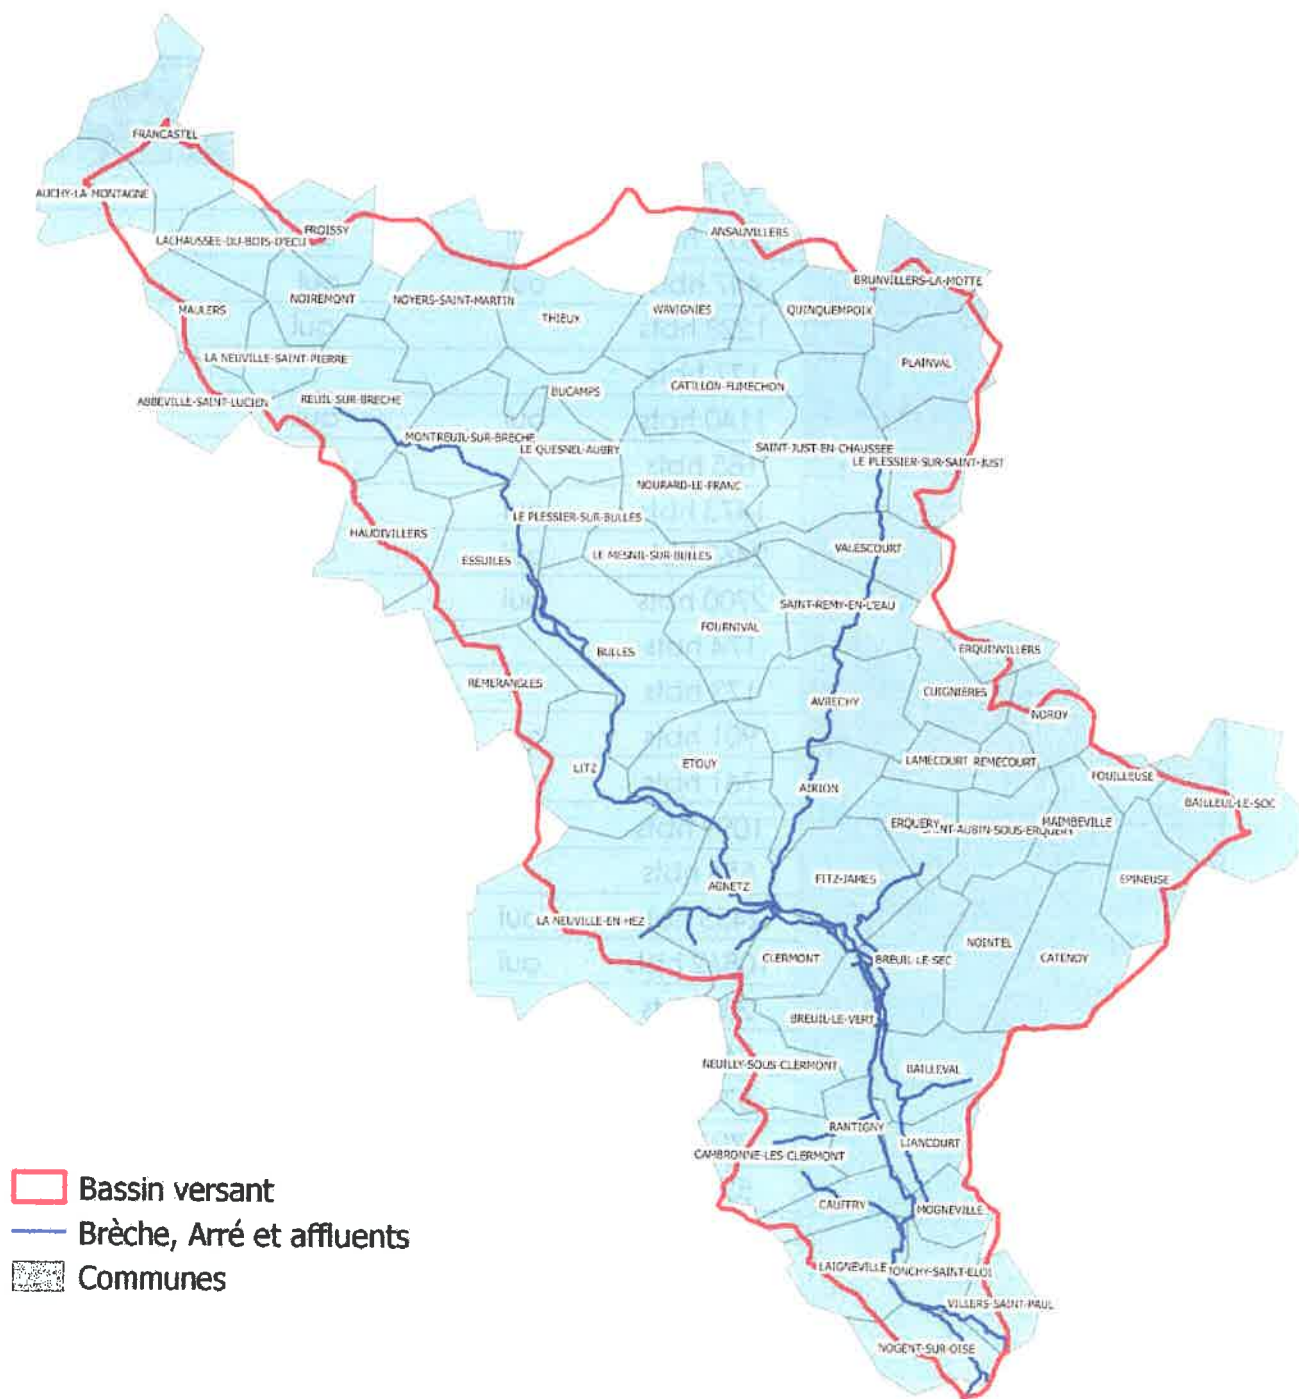 FRANCASTEL
AUCHY-LA-MONTAGNE
FROISSY
LACHAUSSEE-DU-BOIS-D'ECU
ANSAUVILLERS
BRUNVILLERS-LA-MOTTE
NOIREMONT
NOYERS-SAINT-MARTIN
MAULERS
THIEUX
WAVIGNIES
QUINQUEMPOIX
LA NEUVILLE-SAINT-PIERRE
PLAINVAL
ABBEVILLE-SAINT-LUCIEN
REUIL-SUR-BRECHE
BUCAMPS
CATILLON-FUMECHON
MONTREUIL-SUR-BRECHE
LE QUESNEL-AUBRY
SAINT-JUST-EN-CHAUSSEE
LE PLESSIER-SUR-SAINT-JUST
NOURARD-LE-FRANC
LE PLESSIER-SUR-BULLES
HAUDIVILLERS
ESSUILES
LE MESNIL-SUR-BULLES
VALESCOURT
SAINT-REMY-EN-L'EAU
FOURNIVAL
BULLES
ERQUINVILLERS
REMERANGLES
CUIGNIERES
AVRECHY
NOROY
LITZ
ETOUY
LAMECOURT
REMECOURT
FOUILLEUSE
AIRION
BAILLEUL-LE-SOC
ERQUERY
SAINT-AUBIN-SOUS-ERQUERY
MAIMBEVILLE
AGNETZ
FITZ-JAMES
EPINEUSE
LA NEUVILLE-EN-HEZ
CLERMONT
BREUIL-LE-SEC
NOINTEL
CATENOY
BREUIL-LE-VERT
NEUILLY-SOUS-CLERMONT
BAILLEVAL
RANTIGNY
LIANCOURT
CAMBRONNE-LES-CLERMONT
CAUFFRY
MOGNEVILLE
LAIGNEVILLE
MONCHY-SAINT-ELOI
VILLERS-SAINT-PAUL
NOGENT-SUR-OISE
Bassin versant
Brèche, Arré et affluents
Communes